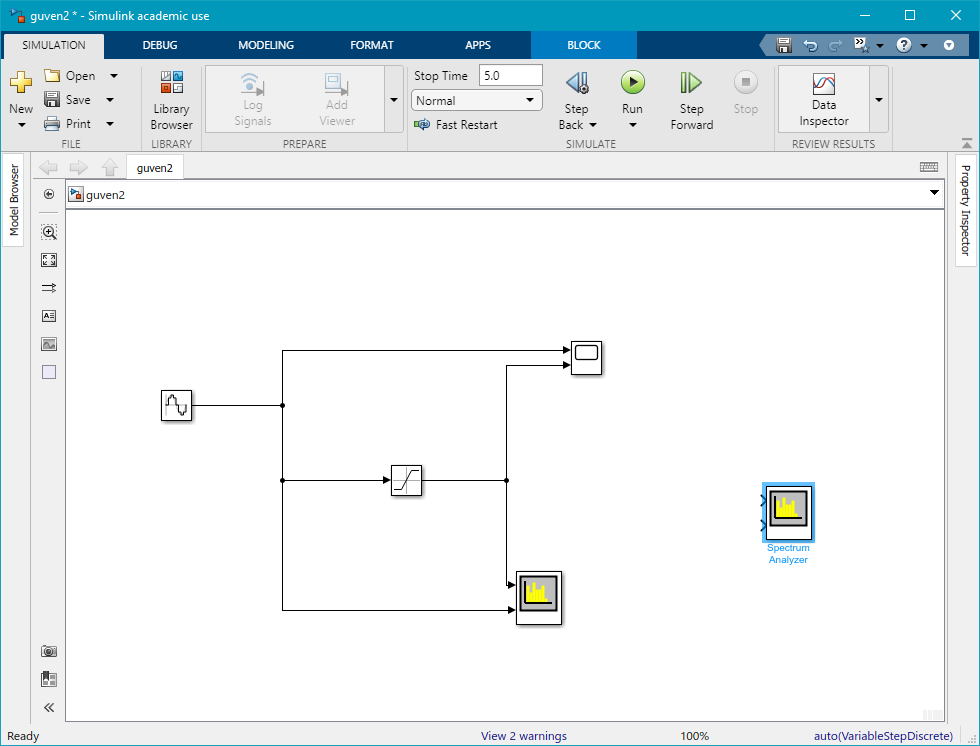 guven2 * - Simulink academic use
SIMULATION DEBUG MODELING FORMAT APPS BLOCK
New
Open
Save
Print
FILE
Library
Browser
LIBRARY
Log
Signals
Add
Viewer
PREPARE
Stop Time 5.0
Normal
Fast Restart
Step
Back
Run
Step
Forward
Stop
SIMULATE
Data
Inspector
REVIEW RESULTS
Model Browser
guven2
guven2
Property Inspector
Spectrum
Analyzer
Ready View 2 warnings 100% auto(VariableStepDiscrete)